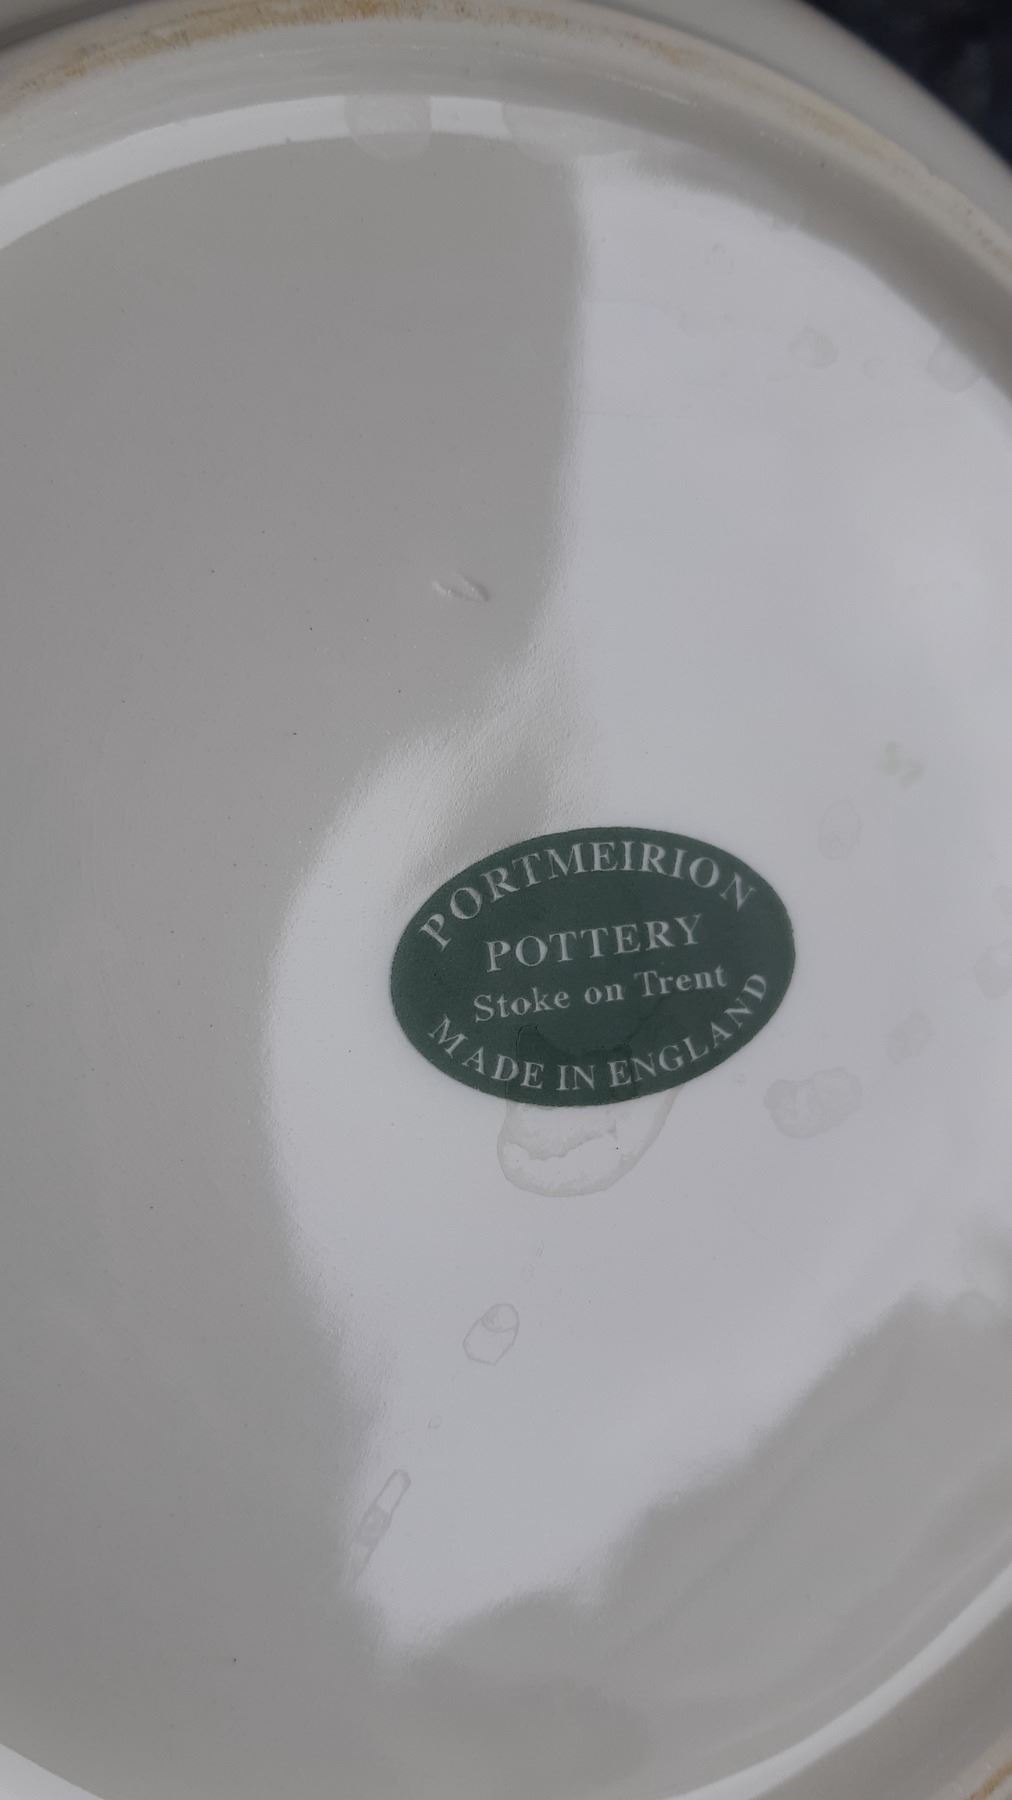 PORTMEIRION
POTTERY
Stoke on Trent
MADE IN ENGLAND